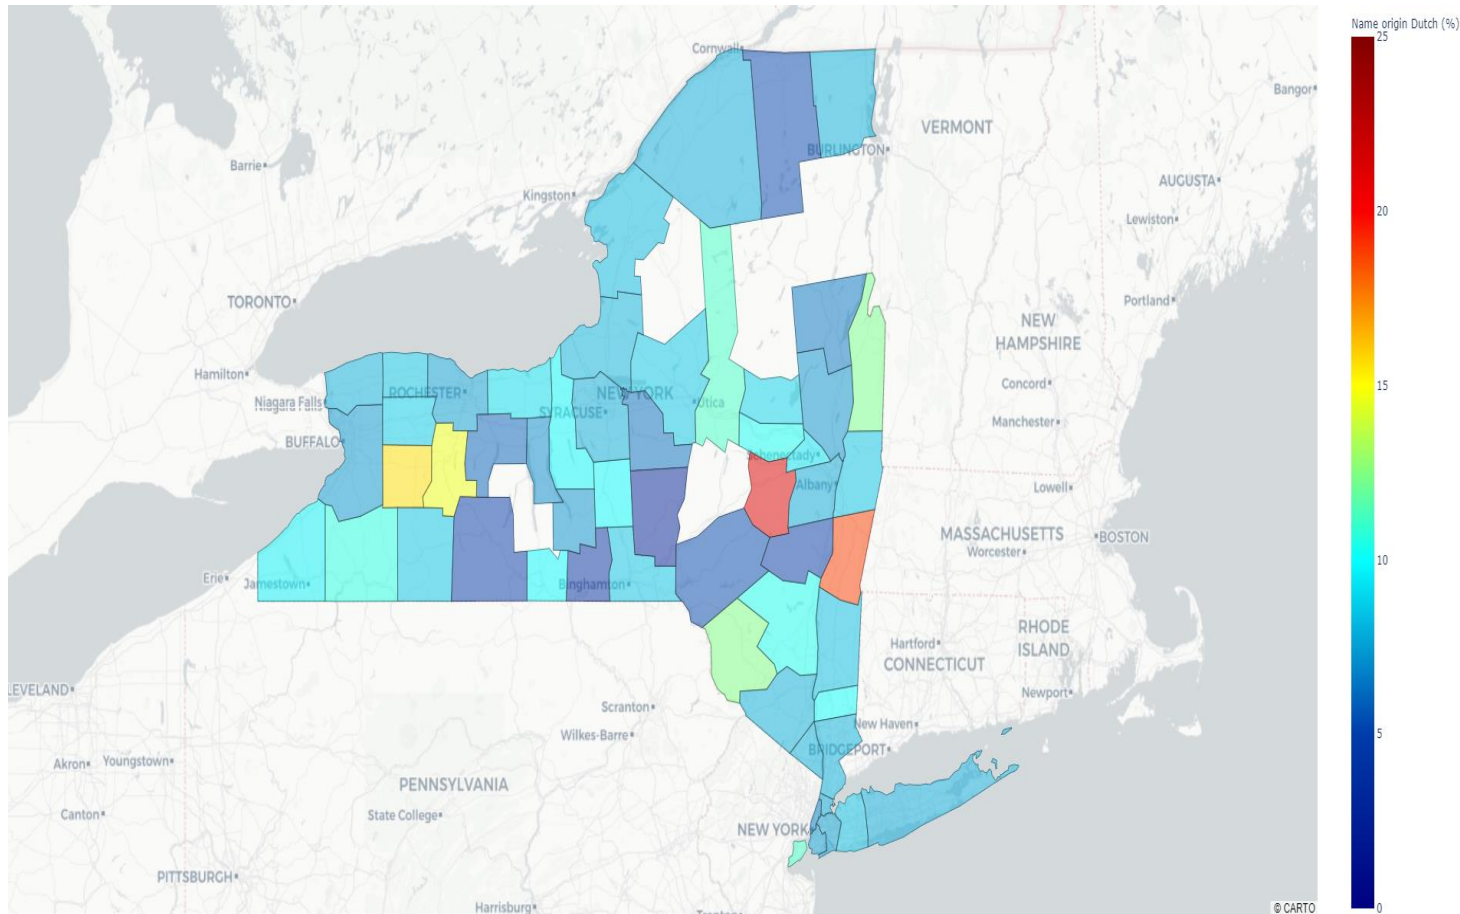 Name origin Dutch (%)
25
Cornwall
Bangor
VERMONT
BURLINGTON
Barrie
AUGUSTA
Kingston
Lewiston
20
TORONTO
Portland
NEW
HAMPSHIRE
Hamilton
ROCHESTER
NEW YORK
Concord
15
Niagara Falls
Niagara Falls
SYRACUSE
Utica
Manchester
BUFFALO
Schenectady
Albany
Lowell
MASSACHUSETTS
BOSTON
Worcester
10
Erie
Jamestown
Binghamton
RHODE
ISLAND
Hartford
CONNECTICUT
LEVELAND
Newport
Scranton
New Haven
Wilkes-Barre
BRIDGEPORT
5
Akron
Youngstown
PENNSYLVANIA
Canton
State College
NEW YORK
PITTSBURGH
Harrisburg
© CARTO
0